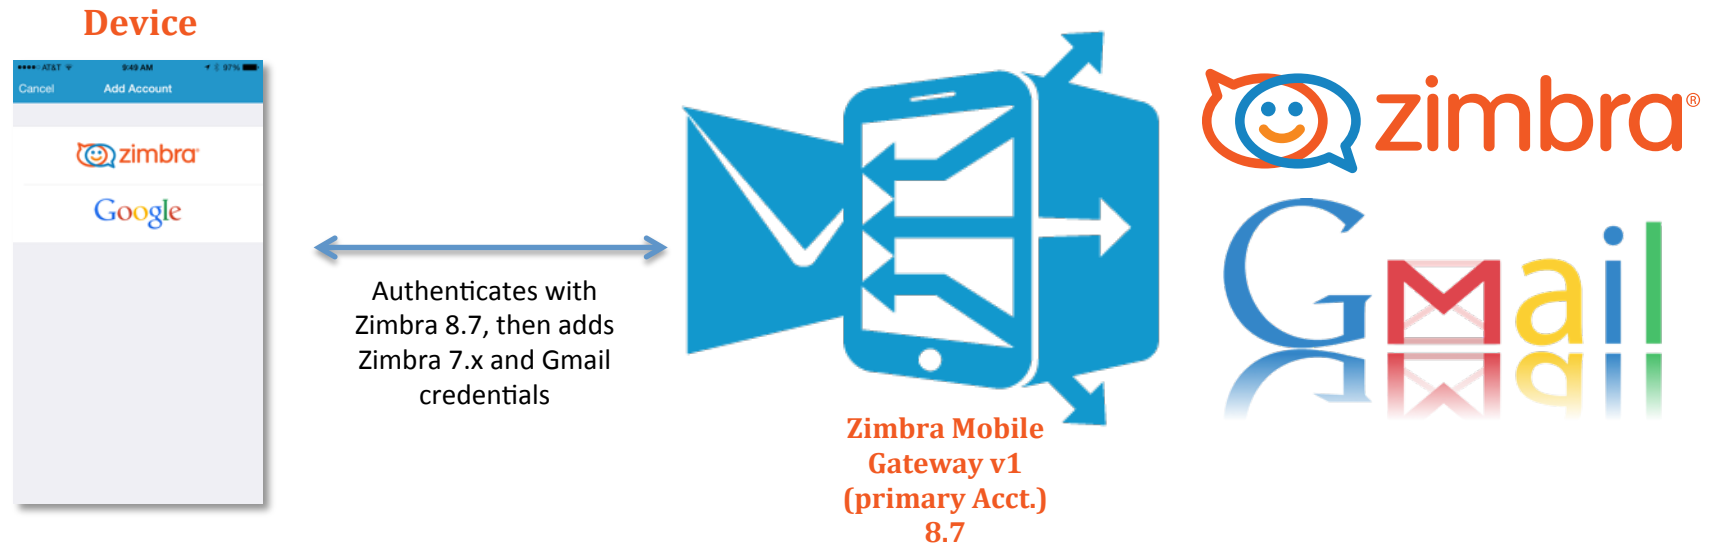 Device
AT&T 9:49 AM 97%
Cancel Add Account
zimbra
Google
Authenticates with
Zimbra 8.7, then adds
Zimbra 7.x and Gmail
credentials
Zimbra Mobile
Gateway v1
(primary Acct.)
8.7
zimbra®
Gmail